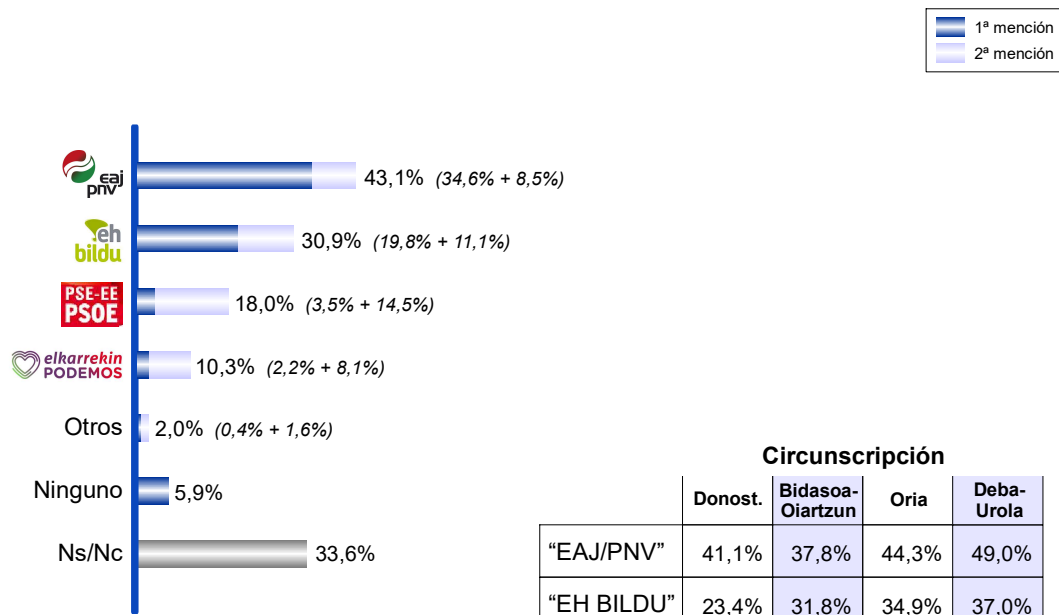 1ª mención
2ª mención
eaj
pnv
43,1% (34,6% + 8,5%)
eh
bildu
30,9% (19,8% + 11,1%)
PSE-EE
PSOE
18,0% (3,5% + 14,5%)
elkarrekin
PODEMOS
10,3% (2,2% + 8,1%)
Otros 2,0% (0,4% + 1,6%)
Ninguno 5,9%
Ns/Nc 33,6%
Circunscripción
Donost. Bidasoa-Oiartzun Oria Deba-Urola
“EAJ/PNV” 41,1% 37,8% 44,3% 49,0%
“EH BILDU” 23,4% 31,8% 34,9% 37,0%